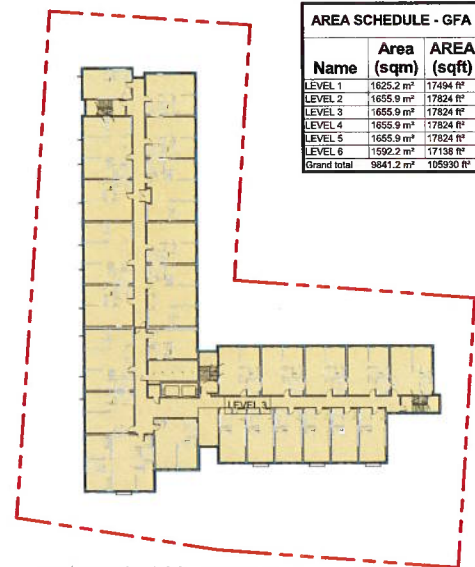 AREA SCHEDULE - GFA
Name Area (sqm) AREA (sqft)
LEVEL 1 1625.2 m² 17494 ft²
LEVEL 2 1655.9 m² 17824 ft²
LEVEL 3 1655.9 m² 17824 ft²
LEVEL 4 1655.9 m² 17824 ft²
LEVEL 5 1655.9 m² 17824 ft²
LEVEL 6 1592.2 m² 17138 ft²
Grand total 9841.2 m² 105930 ft²
LEVEL 3